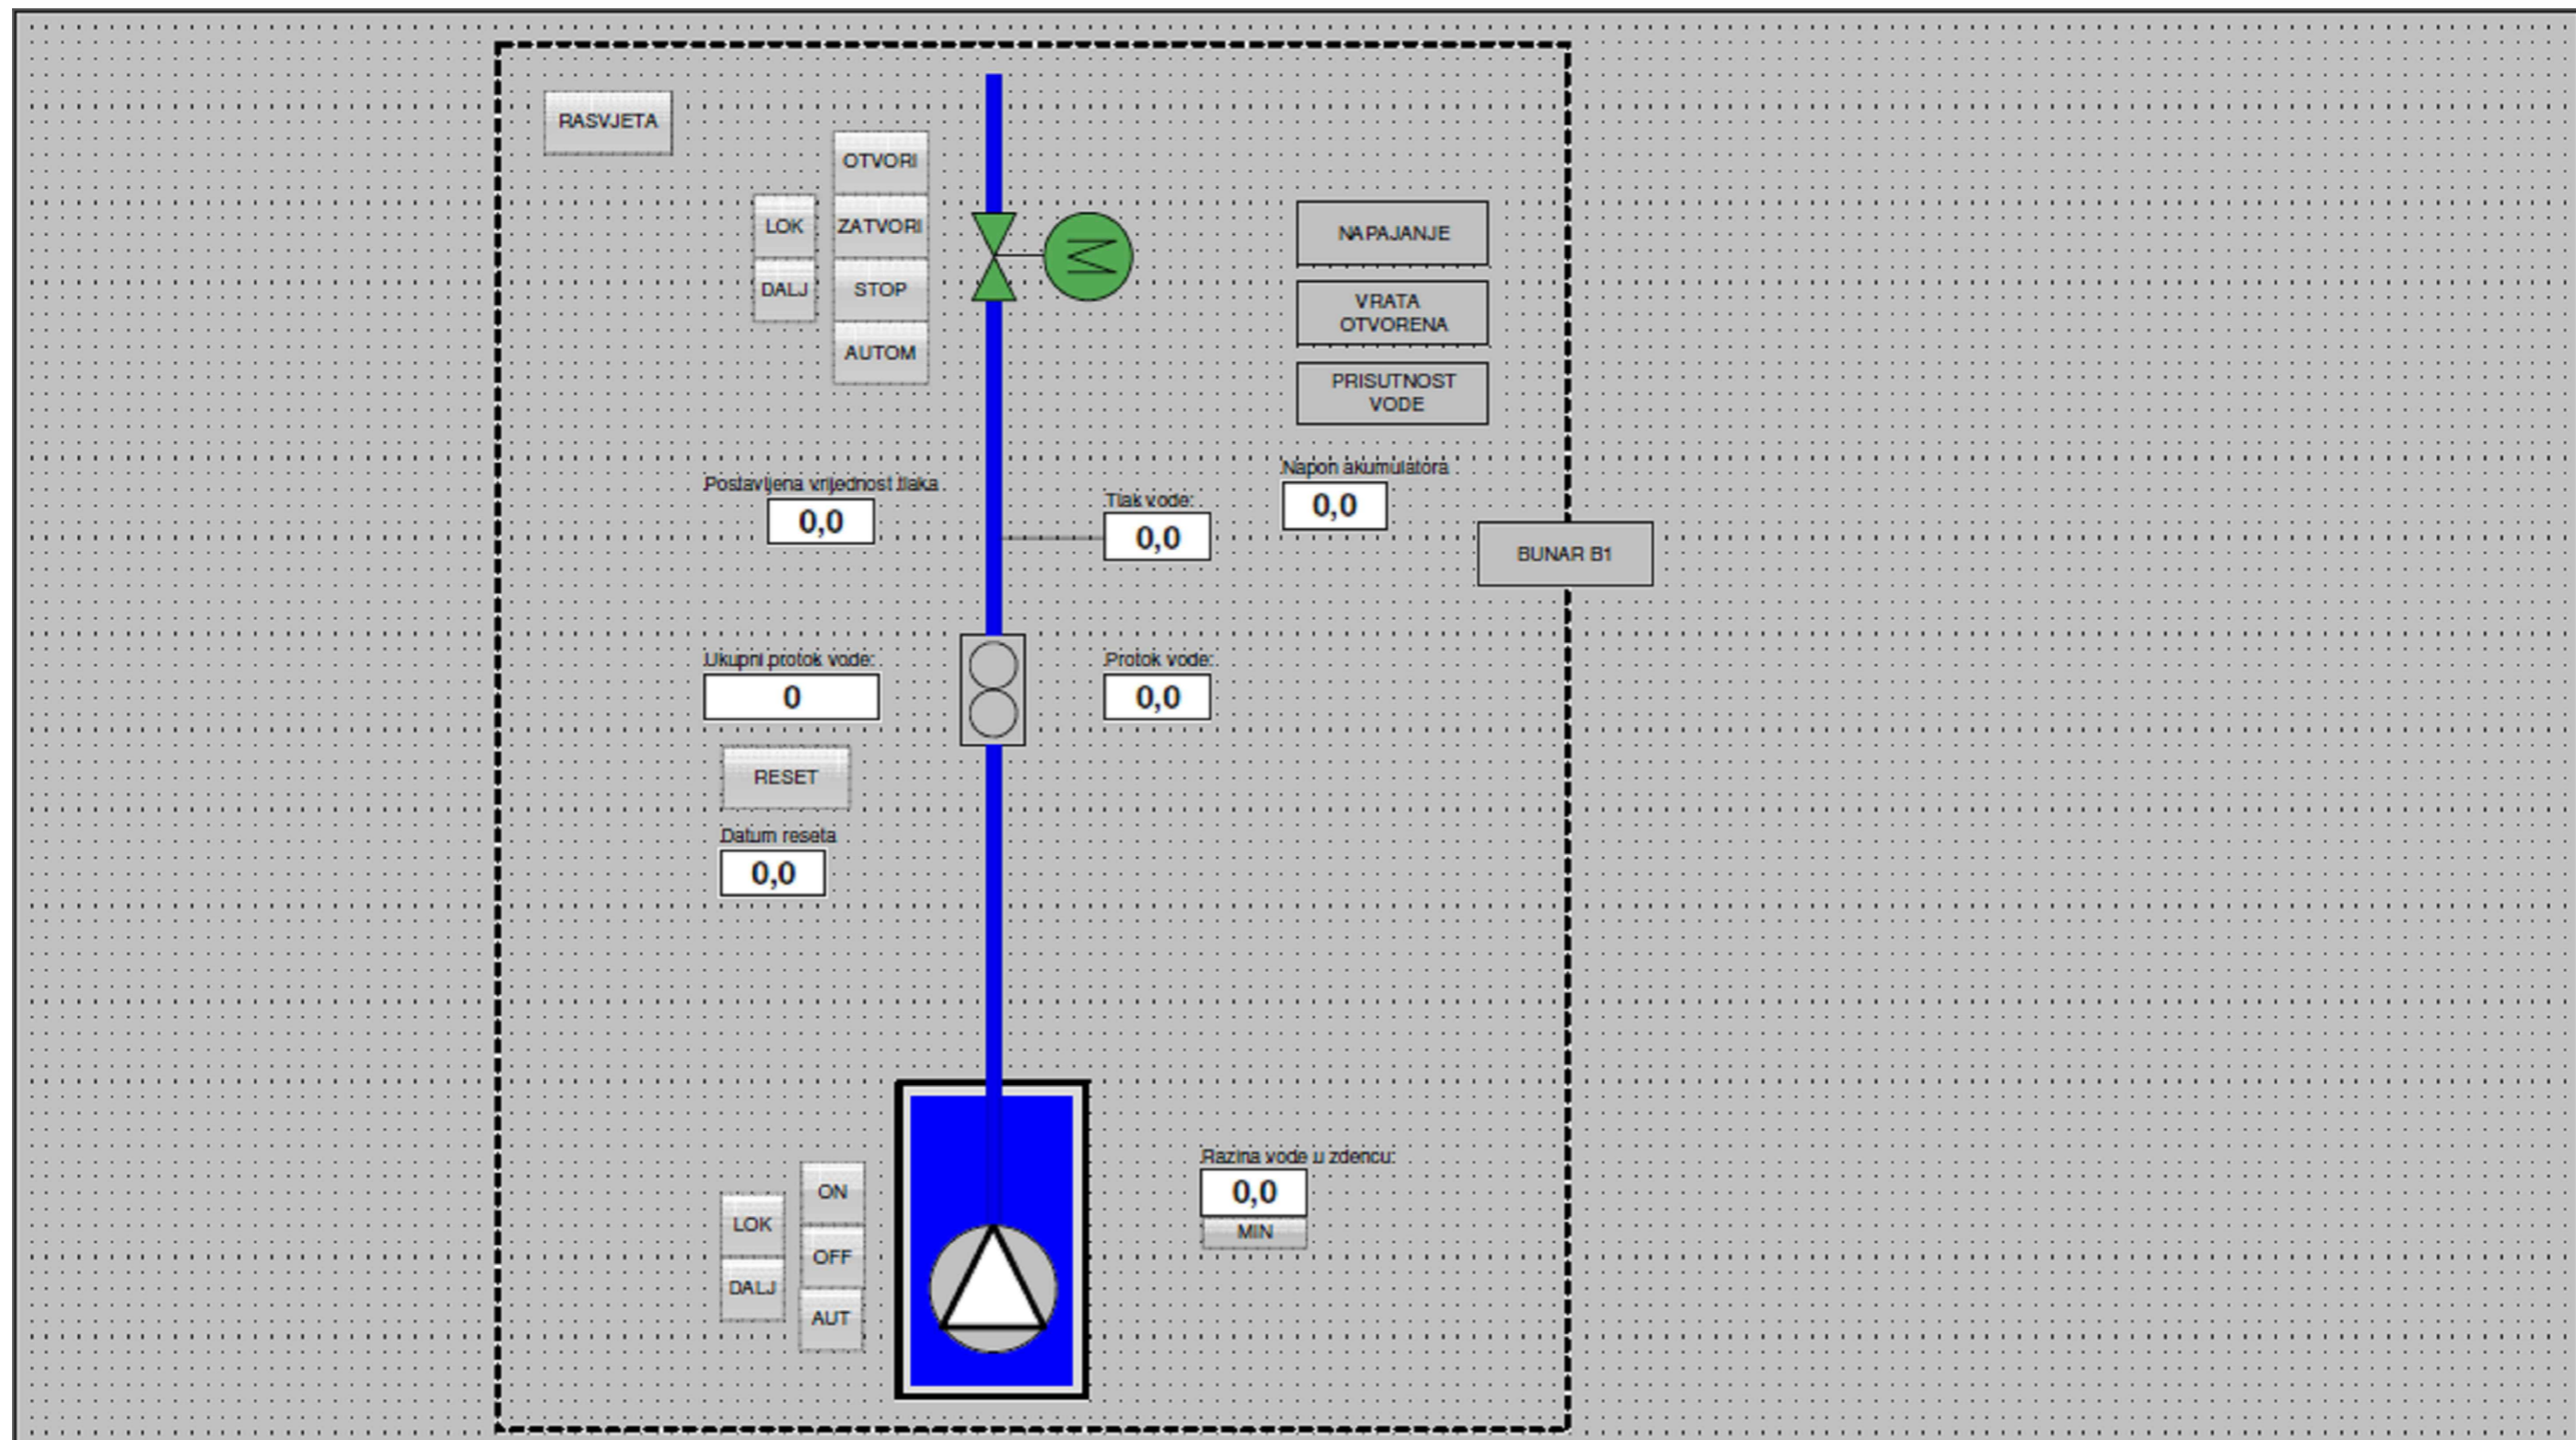 RASVJETA
OTVORI
LOK
ZATVORI
DALJ
STOP
AUTOM
M
NAPAJANJE
VRATA
OTVORENA
PRISUTNOST
VODE
Postavljena vrijednost tlaka
0,0
Tlak vode:
0,0
Napon akumulatora
0,0
BUNAR B1
Ukupni protok vode:
0
Protok vode:
0,0
RESET
Datum reseta
0,0
ON
LOK
OFF
DALJ
AUT
Razina vode u zdencu:
0,0
MIN